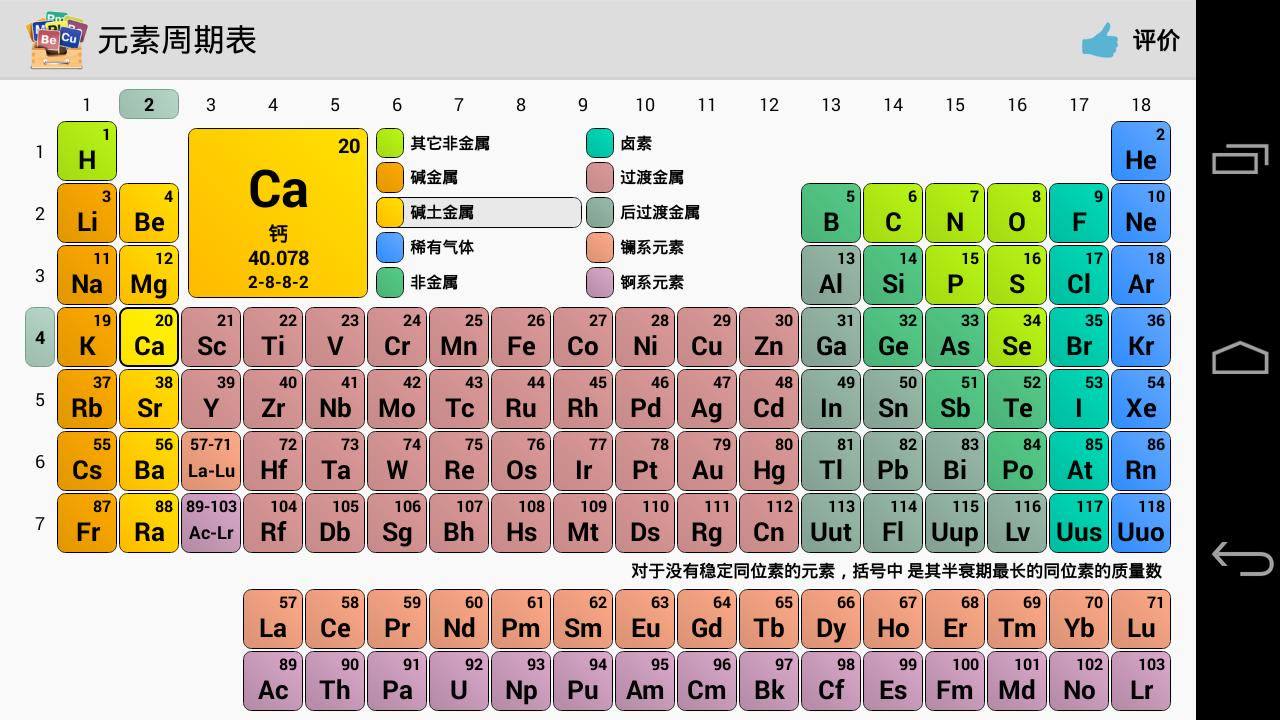 元素周期表 评价
1 2 3 4 5 6 7 8 9 10 11 12 13 14 15 16 17 18
1 2 3 4 5 6 7
1 H
2 He
20
Ca
钙
40.078
2-8-8-2
其它非金属 卤素
碱金属 过渡金属
碱土金属 后过渡金属
稀有气体 镧系元素
非金属 锕系元素
3 Li 4 Be 5 B 6 C 7 N 8 O 9 F 10 Ne
11 Na 12 Mg 13 Al 14 Si 15 P 16 S 17 Cl 18 Ar
19 K 20 Ca 21 Sc 22 Ti 23 V 24 Cr 25 Mn 26 Fe 27 Co 28 Ni 29 Cu 30 Zn 31 Ga 32 Ge 33 As 34 Se 35 Br 36 Kr
37 Rb 38 Sr 39 Y 40 Zr 41 Nb 42 Mo 43 Tc 44 Ru 45 Rh 46 Pd 47 Ag 48 Cd 49 In 50 Sn 51 Sb 52 Te 53 I 54 Xe
55 Cs 56 Ba 57-71 La-Lu 72 Hf 73 Ta 74 W 75 Re 76 Os 77 Ir 78 Pt 79 Au 80 Hg 81 Tl 82 Pb 83 Bi 84 Po 85 At 86 Rn
87 Fr 88 Ra 89-103 Ac-Lr 104 Rf 105 Db 106 Sg 107 Bh 108 Hs 109 Mt 110 Ds 111 Rg 112 Cn 113 Uut 114 Fl 115 Uup 116 Lv 117 Uus 118 Uuo
对于没有稳定同位素的元素，括号中 是其半衰期最长的同位素的质量数
57 La 58 Ce 59 Pr 60 Nd 61 Pm 62 Sm 63 Eu 64 Gd 65 Tb 66 Dy 67 Ho 68 Er 69 Tm 70 Yb 71 Lu
89 Ac 90 Th 91 Pa 92 U 93 Np 94 Pu 95 Am 96 Cm 97 Bk 98 Cf 99 Es 100 Fm 101 Md 102 No 103 Lr